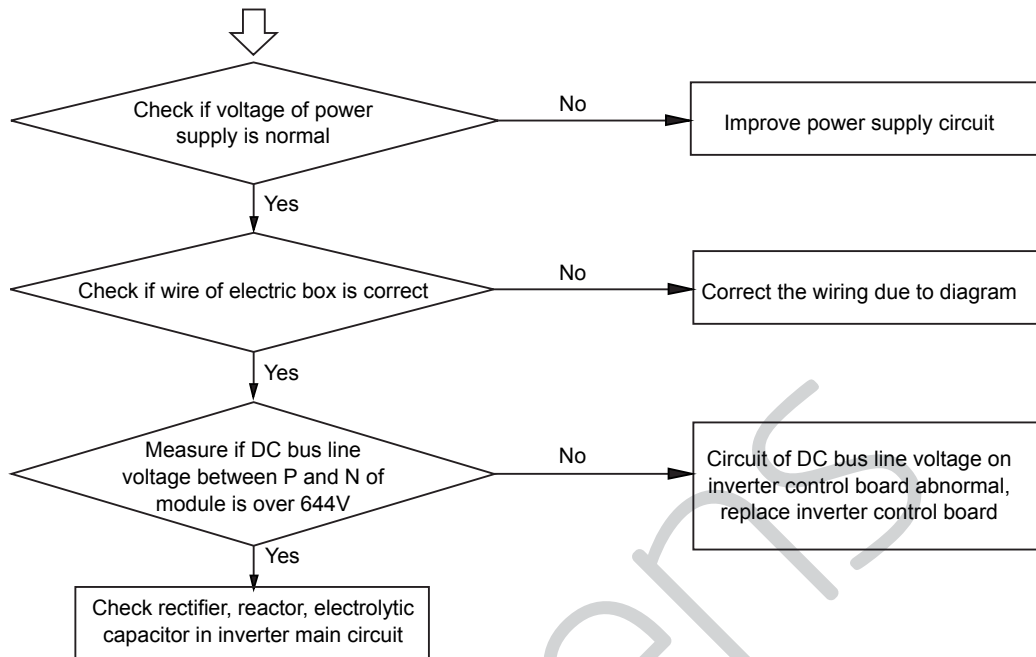 Check if voltage of power
supply is normal
No
Improve power supply circuit
Yes
Check if wire of electric box is correct
No
Correct the wiring due to diagram
Yes
Measure if DC bus line
voltage between P and N of
module is over 644V
No
Circuit of DC bus line voltage on
inverter control board abnormal,
replace inverter control board
Yes
Check rectifier, reactor, electrolytic
capacitor in inverter main circuit
ens